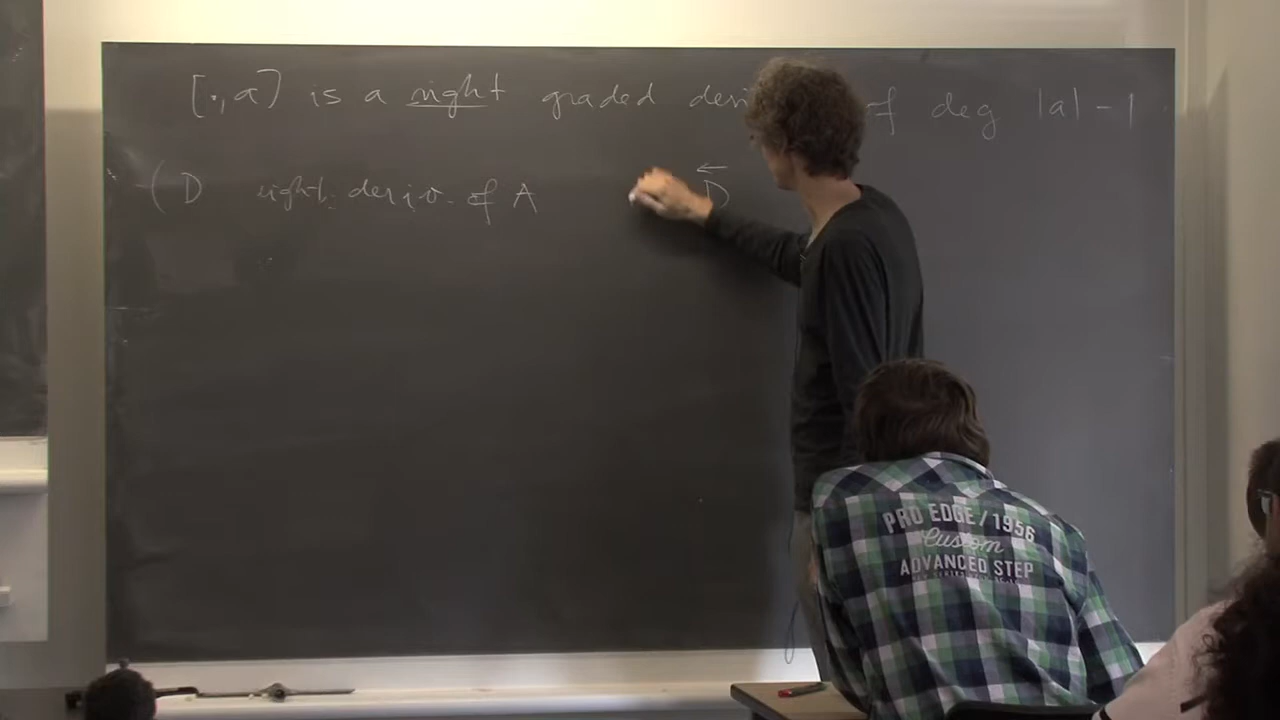 [·, a] is a right graded deri of deg |a| - 1
( D right deriv. of A D
PRO EDGE / 1956
Custom
ADVANCED STEP